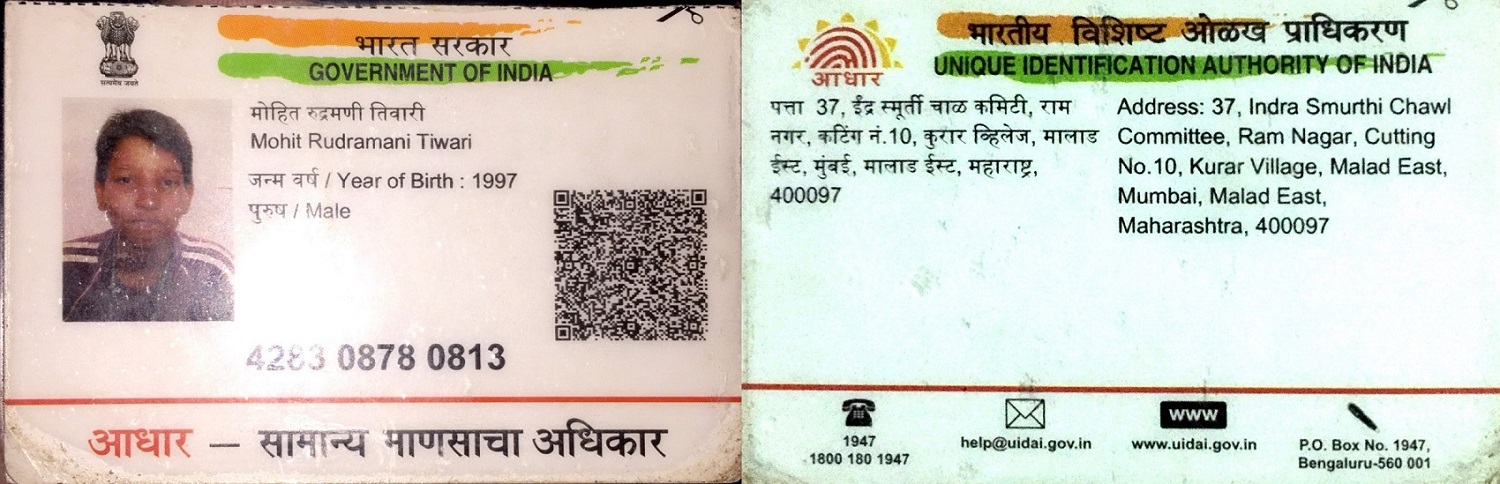 सत्यमेव जयते
भारत सरकार
GOVERNMENT OF INDIA
मोहित रुद्रमणी तिवारी
Mohit Rudramani Tiwari
जन्म वर्ष / Year of Birth : 1997
पुरुष / Male
4283 0878 0813
आधार — सामान्य माणसाचा अधिकार
भारतीय विशिष्ट ओळख प्राधिकरण
UNIQUE IDENTIFICATION AUTHORITY OF INDIA
आधार
पत्ता 37, ईंद्र स्मूर्ती चाळ कमिटी, राम
नगर, कटिंग नं.10, कुरार व्हिलेज, मालाड
ईस्ट, मुंबई, मालाड ईस्ट, महाराष्ट्र,
400097
Address: 37, Indra Smurthi Chawl
Committee, Ram Nagar, Cutting
No.10, Kurar Village, Malad East,
Mumbai, Malad East,
Maharashtra, 400097
1947
1800 180 1947
help@uidai.gov.in
www
www.uidai.gov.in
P.O. Box No. 1947,
Bengaluru-560 001